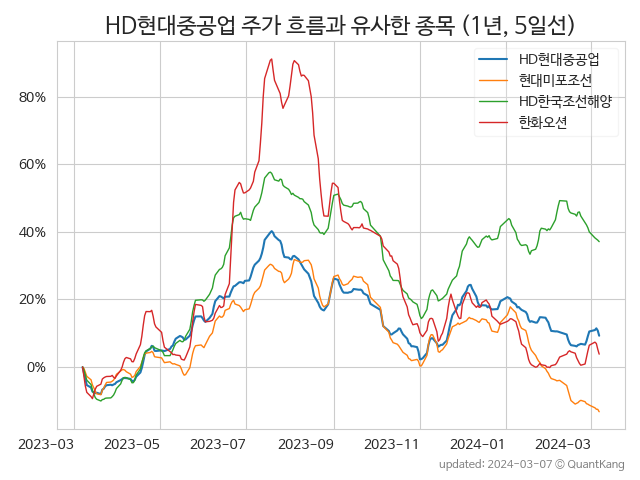 HD현대중공업 주가 흐름과 유사한 종목 (1년, 5일선)
HD현대중공업
현대미포조선
HD한국조선해양
한화오션
80%
60%
40%
20%
0%
2023-03 2023-05 2023-07 2023-09 2023-11 2024-01 2024-03
updated: 2024-03-07 © QuantKang